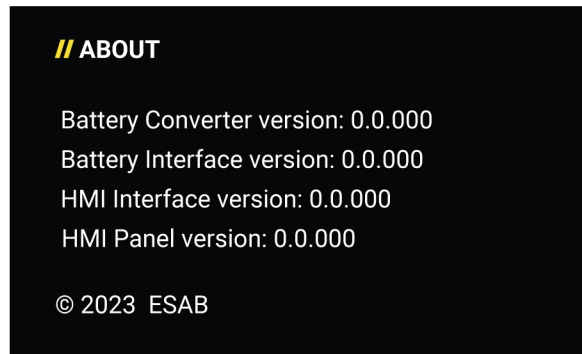 // ABOUT
Battery Converter version: 0.0.000
Battery Interface version: 0.0.000
HMI Interface version: 0.0.000
HMI Panel version: 0.0.000
© 2023 ESAB